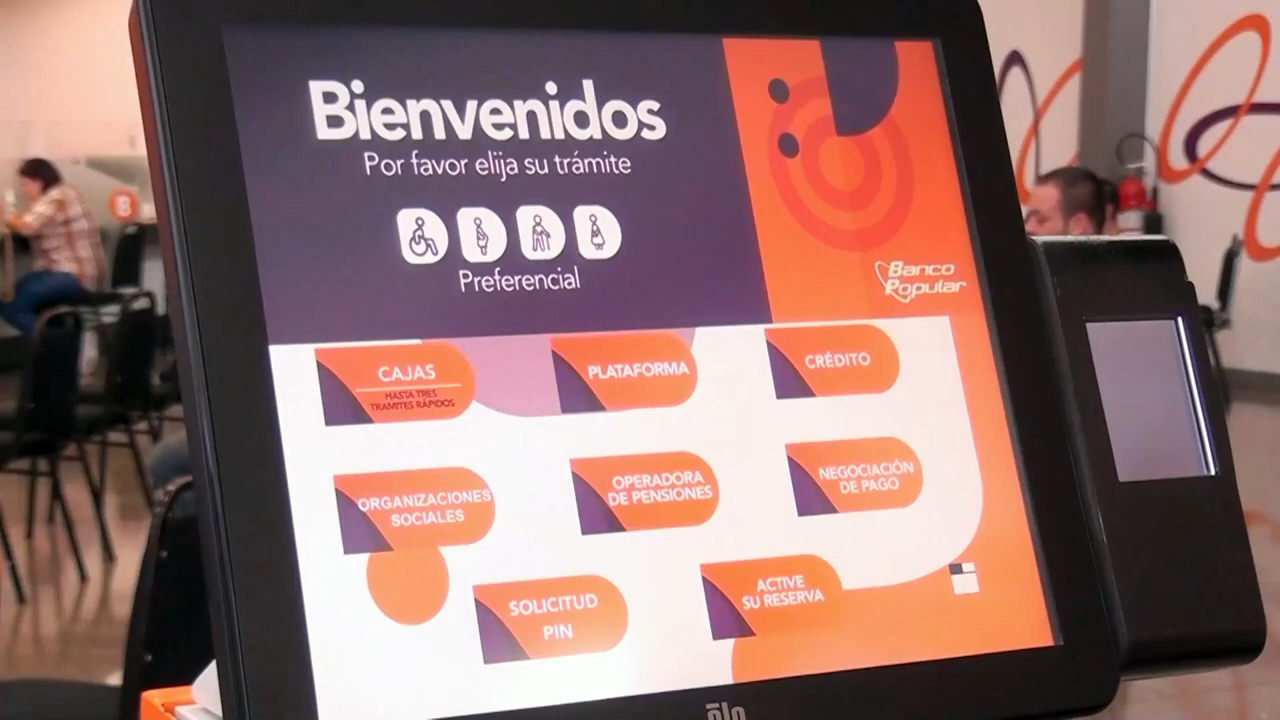 Bienvenidos
Por favor elija su trámite
Preferencial
Banco
Popular
CAJAS
HASTA TRES
TRAMITES RÁPIDOS
PLATAFORMA
CRÉDITO
ORGANIZACIONES
SOCIALES
OPERADORA
DE PENSIONES
NEGOCIACIÓN
DE PAGO
SOLICITUD
PIN
ACTIVE
SU RESERVA
elo
8